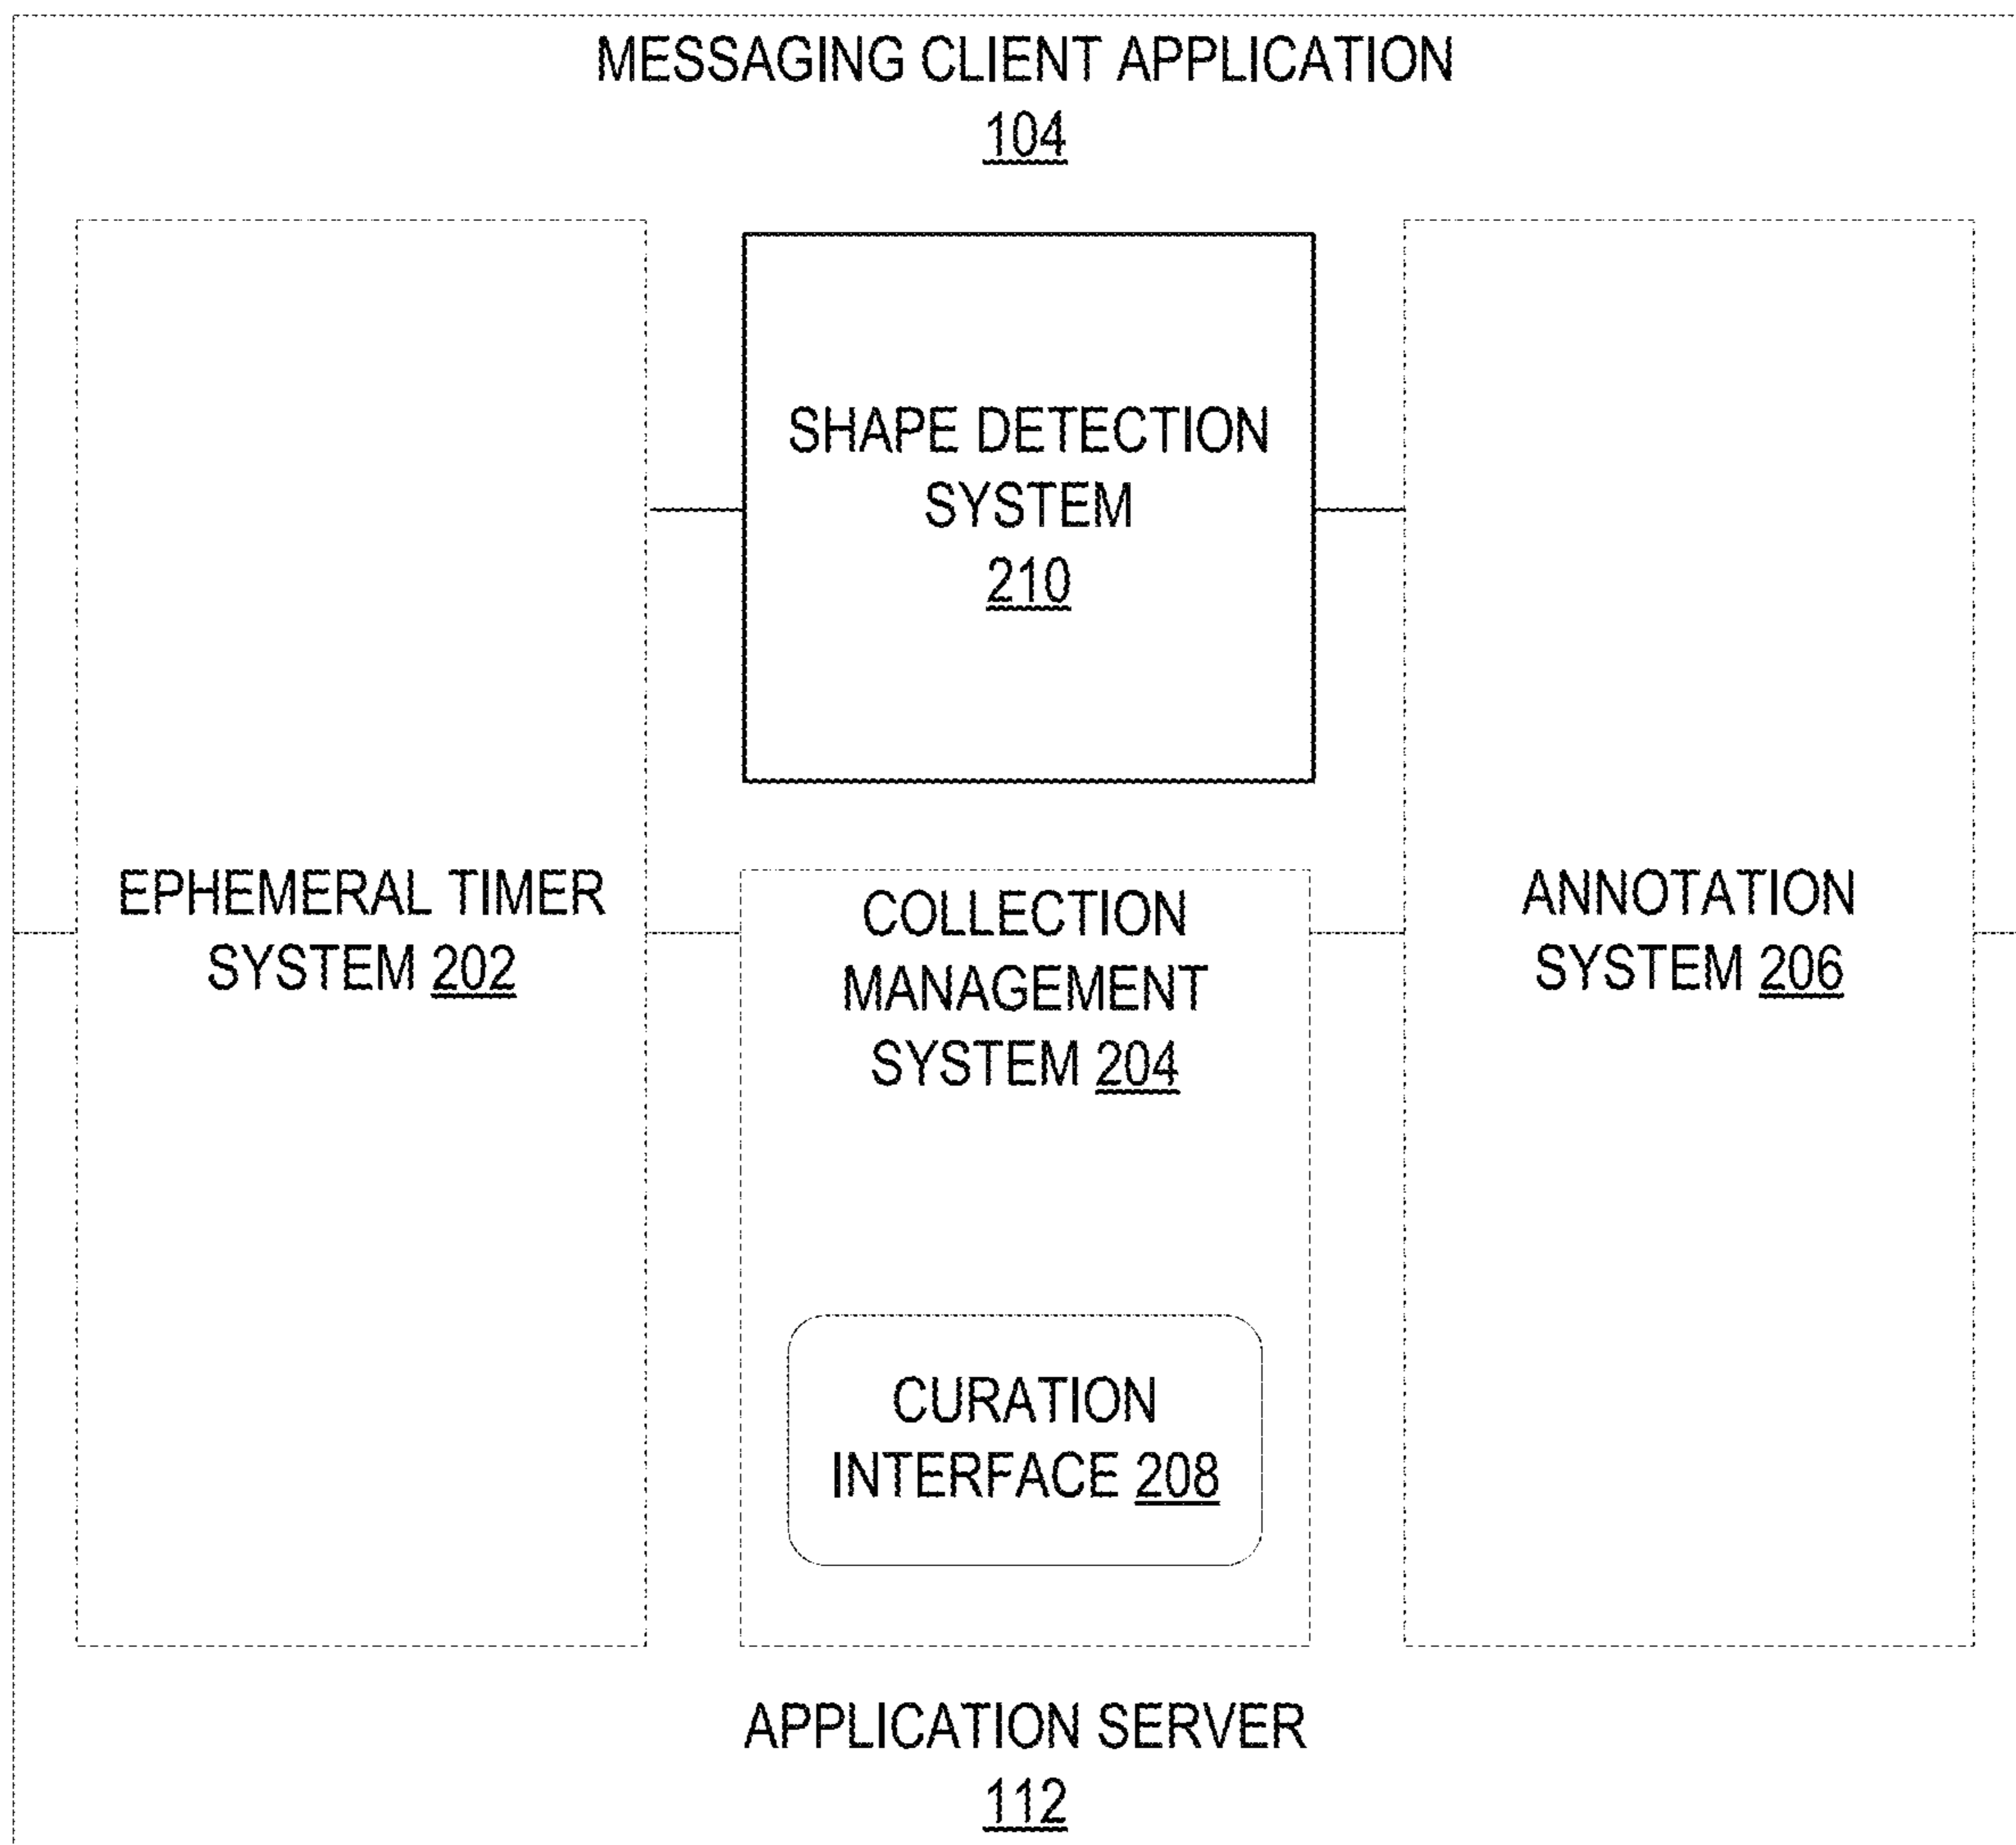 MESSAGING CLIENT APPLICATION
104
SHAPE DETECTION
SYSTEM
210
EPHEMERAL TIMER
SYSTEM 202
COLLECTION
MANAGEMENT
SYSTEM 204
ANNOTATION
SYSTEM 206
CURATION
INTERFACE 208
APPLICATION SERVER
112